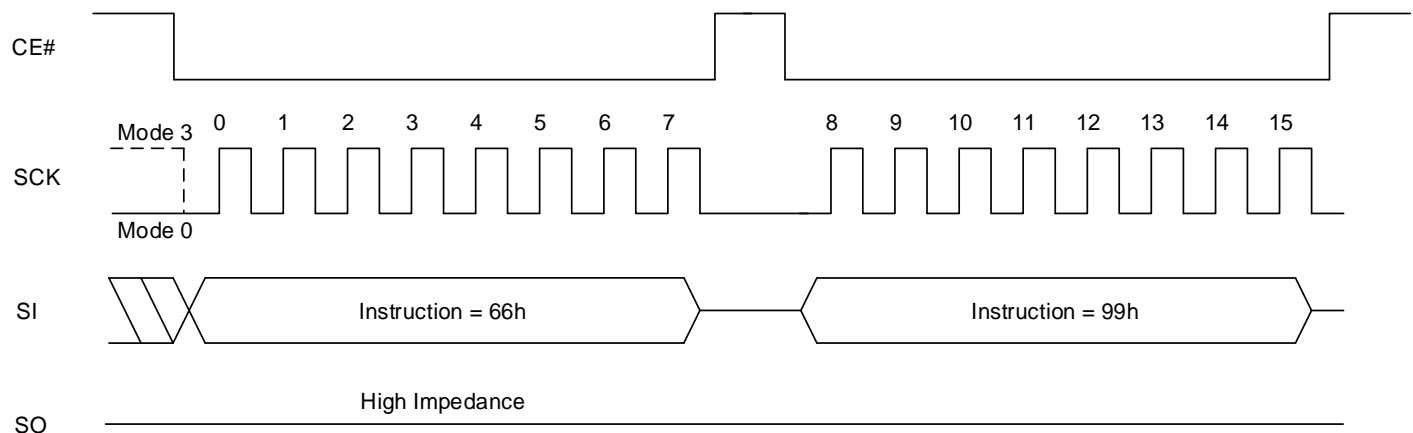 CE#
Mode 3
0 1 2 3 4 5 6 7 8 9 10 11 12 13 14 15
SCK
Mode 0
SI
Instruction = 66h
Instruction = 99h
High Impedance
SO